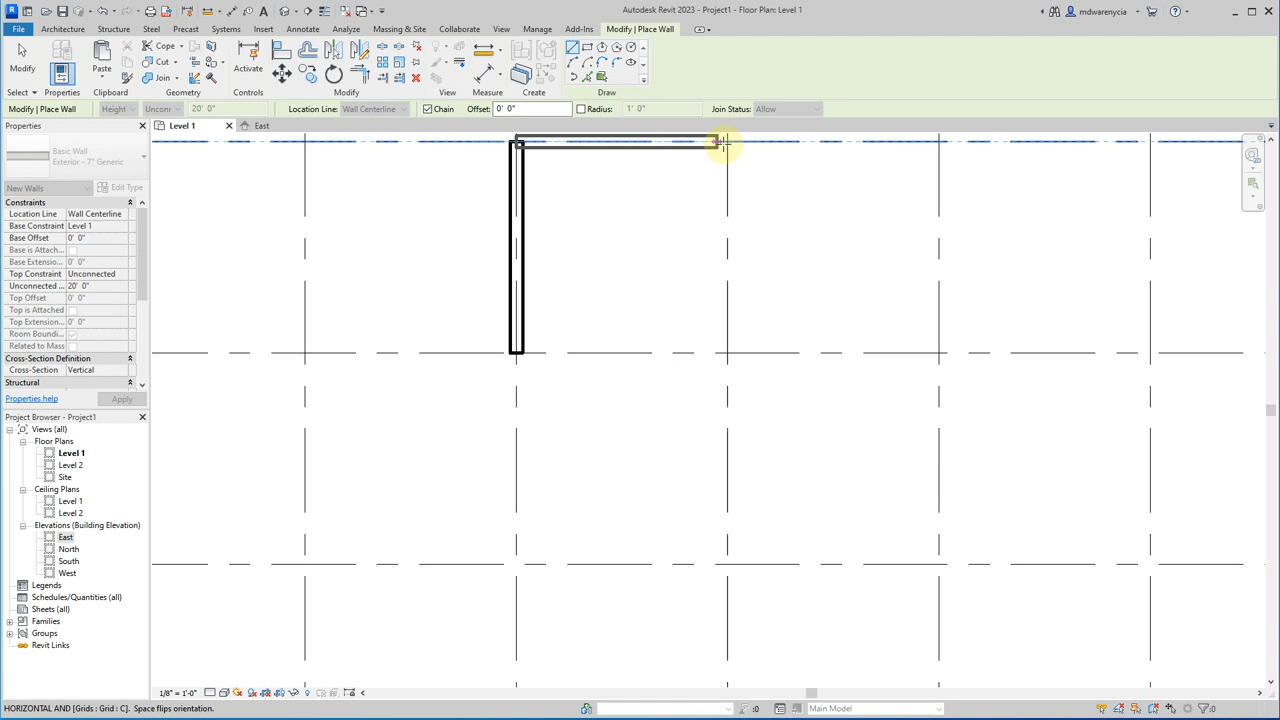 Autodesk Revit 2023 - Project1 - Floor Plan: Level 1
mdwarenycia
File Architecture Structure Steel Precast Systems Insert Annotate Analyze Massing & Site Collaborate View Manage Add-Ins Modify | Place Wall
Modify
Paste
Cope
Cut
Join
Activate
Select Properties Clipboard Geometry Controls Modify View Measure Create Draw
Modify | Place Wall Height Uncon 20' 0" Location Line: Wall Centerline Chain Offset: 0' 0" Radius: 1' 0" Join Status: Allow
Properties
Level 1
East
Basic Wall
Exterior - 7" Generic
New Walls
Edit Type
Constraints
Location Line Wall Centerline
Base Constraint Level 1
Base Offset 0' 0"
Base is Attach...
Base Extensio... 0' 0"
Top Constraint Unconnected
Unconnected ... 20' 0"
Top Offset 0' 0"
Top is Attached
Top Extension... 0' 0"
Room Boundi...
Related to Mass
Cross-Section Definition
Cross-Section Vertical
Structural
Properties help
Apply
Project Browser - Project1
Views (all)
Floor Plans
Level 1
Level 2
Site
Ceiling Plans
Level 1
Level 2
Elevations (Building Elevation)
East
North
South
West
Legends
Schedules/Quantities (all)
Sheets (all)
Families
Groups
Revit Links
1/8" = 1'-0"
HORIZONTAL AND [Grids : Grid : C]. Space flips orientation.
:0
Main Model
:0